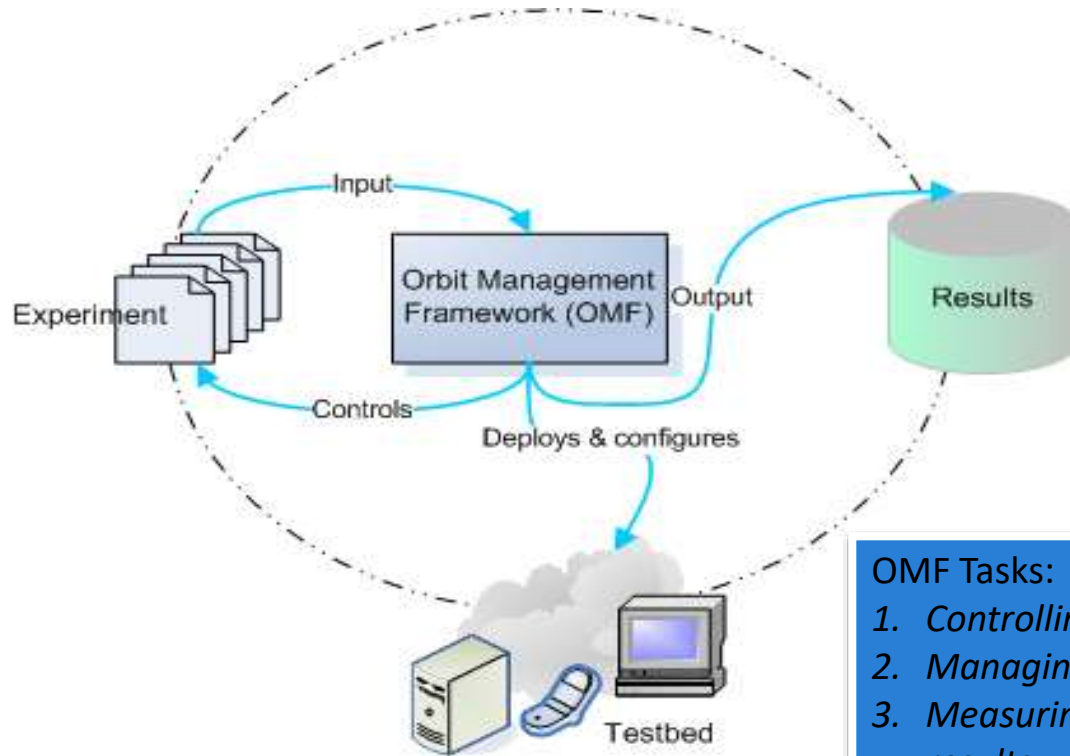 Input
Orbit Management
Framework (OMF)
Output
Results
Experiment
Controls
Deploys & configures
Testbed
OMF Tasks:
1. Controllin
2. Managin
3. Measurin